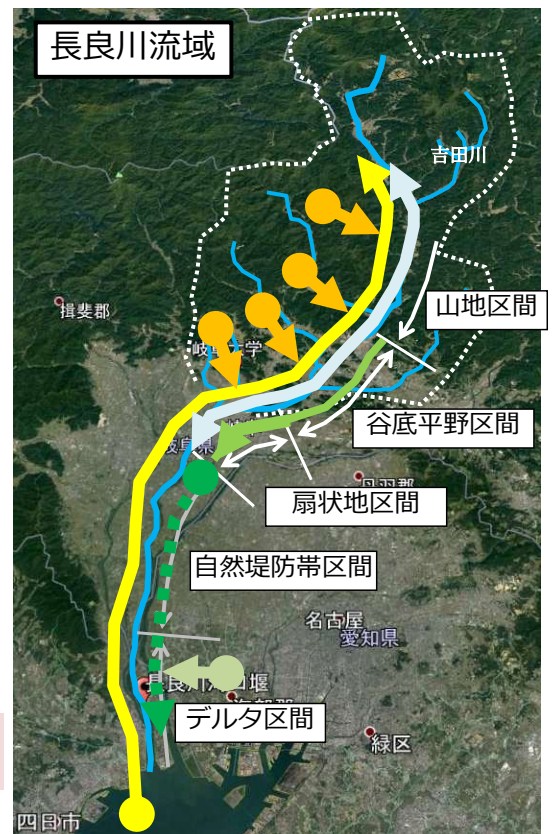 長良川流域
吉田川
揖斐郡
山地区間
谷底平野区間
扇状地区間
自然堤防帯区間
名古屋
愛知県
デルタ区間
緑区
四日市